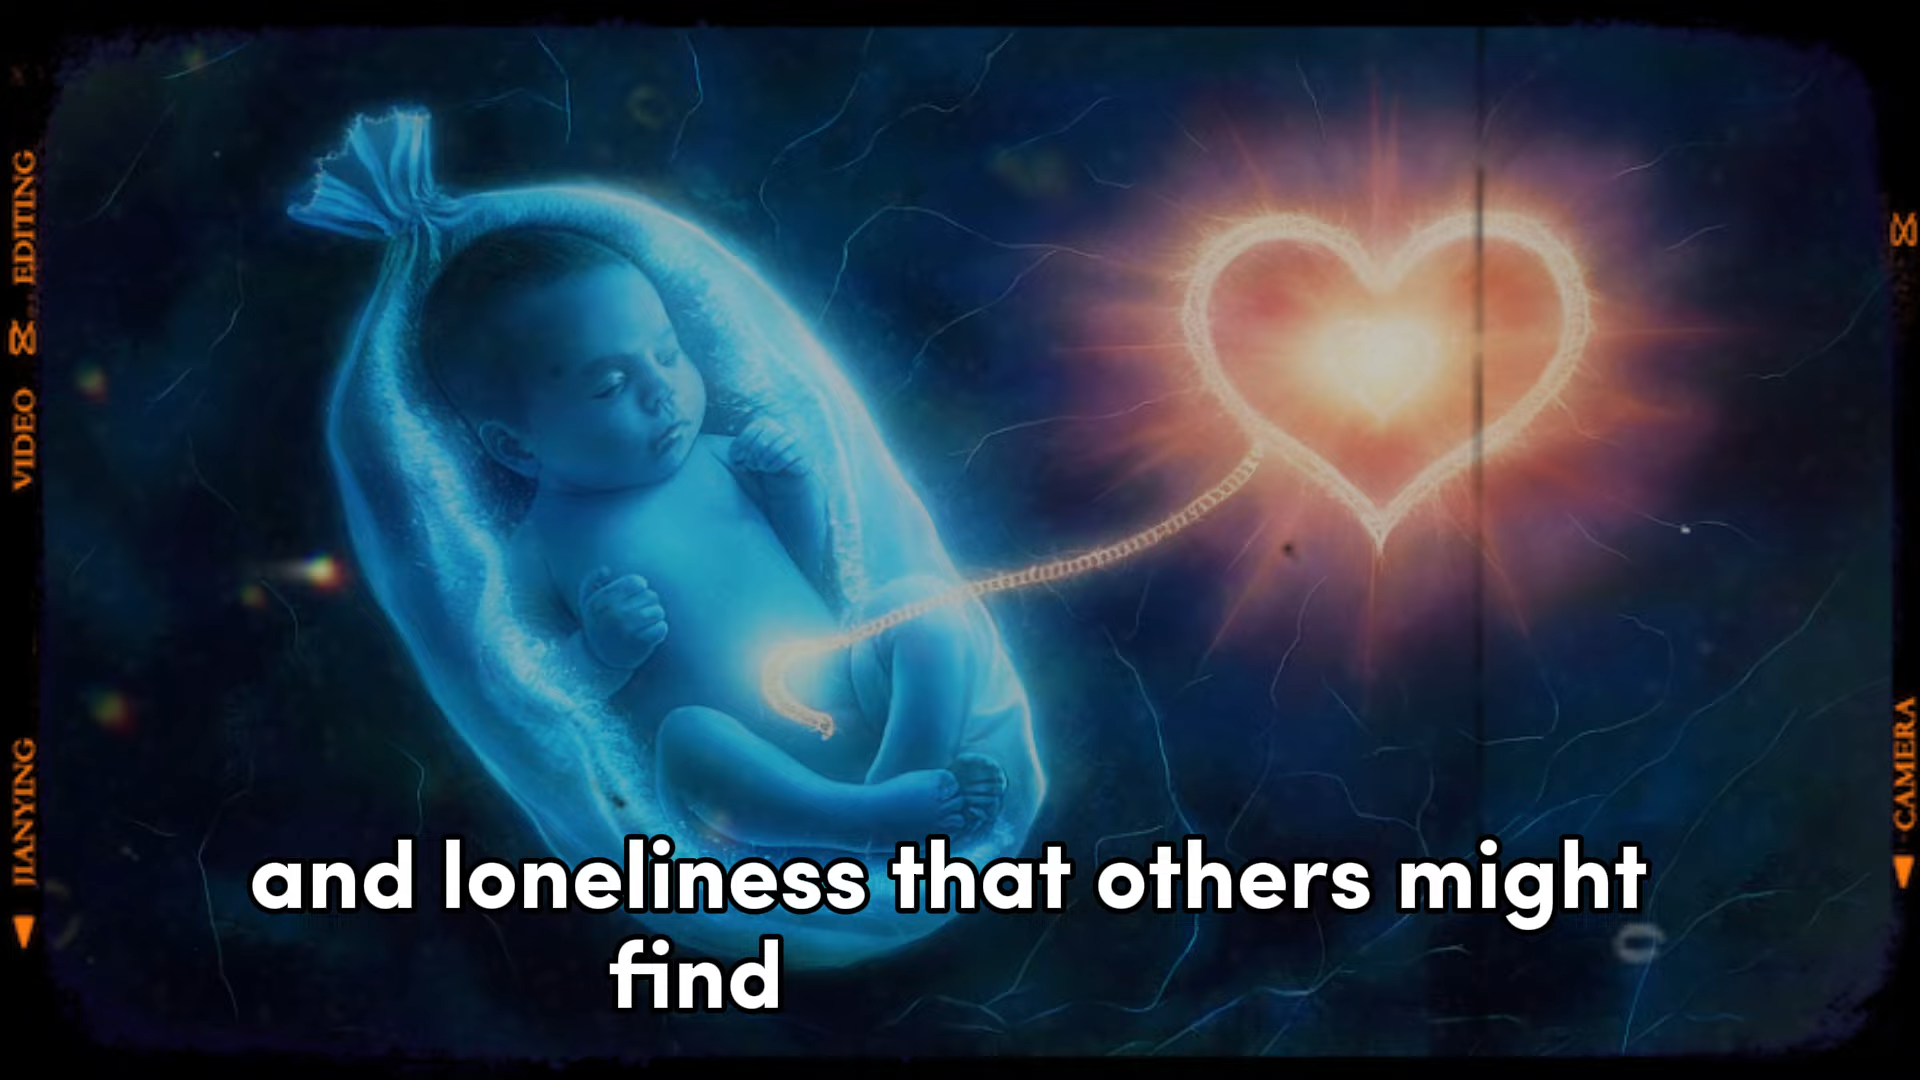 and loneliness that others might
find
VIDEO
EDITING
JIANYING
CAMERA